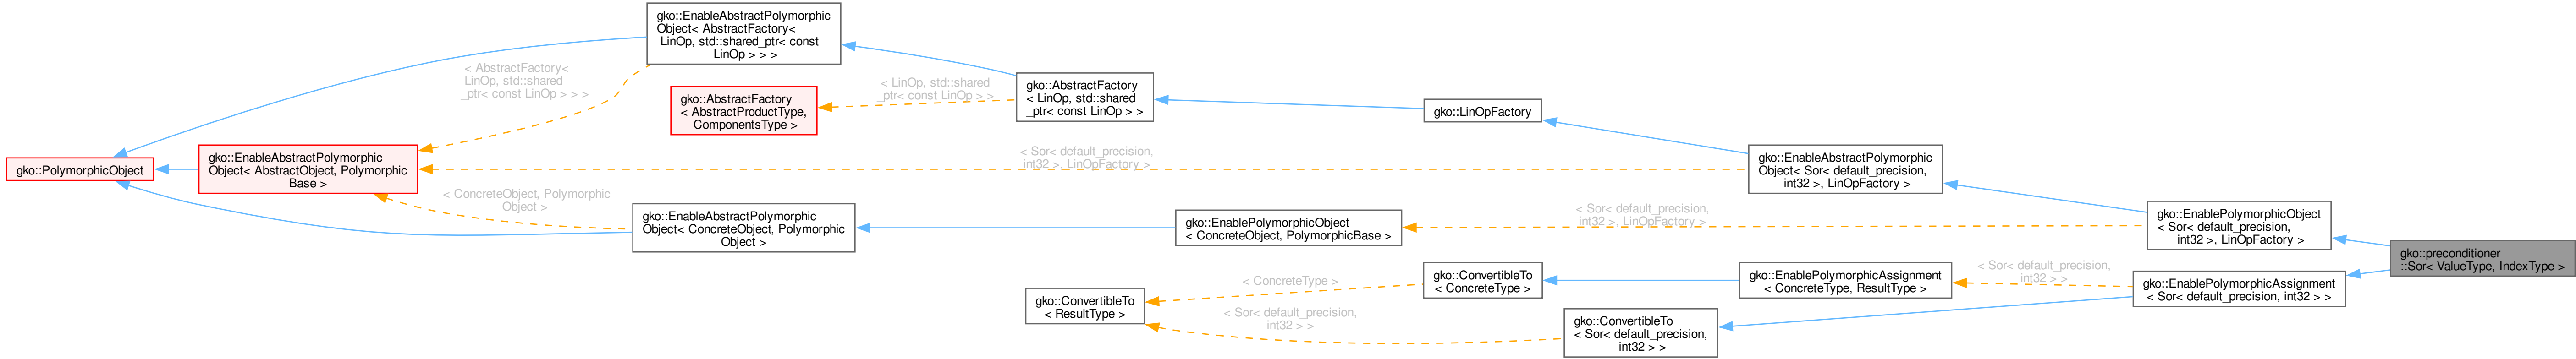 gko::EnableAbstractPolymorphic
Object< AbstractFactory<
LinOp, std::shared_ptr< const
LinOp > > >
< AbstractFactory<
LinOp, std::shared
_ptr< const LinOp > > >
gko::AbstractFactory
< AbstractProductType,
ComponentsType >
< LinOp, std::shared
_ptr< const LinOp > >
gko::AbstractFactory
< LinOp, std::shared
_ptr< const LinOp > >
gko::LinOpFactory
gko::PolymorphicObject
gko::EnableAbstractPolymorphic
Object< AbstractObject, Polymorphic
Base >
< Sor< default_precision,
int32 >, LinOpFactory >
gko::EnableAbstractPolymorphic
Object< Sor< default_precision,
int32 >, LinOpFactory >
< ConcreteObject, Polymorphic
Object >
gko::EnableAbstractPolymorphic
Object< ConcreteObject, Polymorphic
Object >
gko::EnablePolymorphicObject
< ConcreteObject, PolymorphicBase >
< Sor< default_precision,
int32 >, LinOpFactory >
gko::EnablePolymorphicObject
< Sor< default_precision,
int32 >, LinOpFactory >
gko::preconditioner
::Sor< ValueType, IndexType >
gko::ConvertibleTo
< ResultType >
< ConcreteType >
gko::ConvertibleTo
< ConcreteType >
gko::EnablePolymorphicAssignment
< ConcreteType, ResultType >
< Sor< default_precision,
int32 > >
gko::EnablePolymorphicAssignment
< Sor< default_precision, int32 > >
< Sor< default_precision,
int32 > >
gko::ConvertibleTo
< Sor< default_precision,
int32 > >